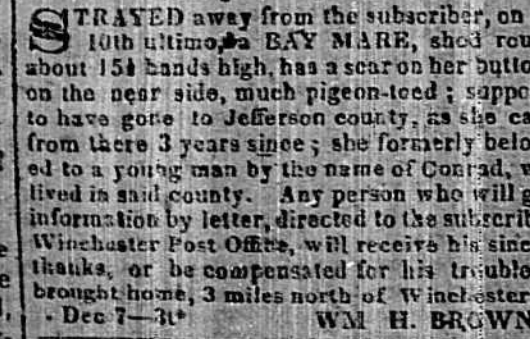 STRAYED away from the subscriber, on
10th ultimo, a BAY MARE, shod rou
about 15½ hands high, has a scar on her butto
on the near side, much pigeon-toed ; suppo
to have gone to Jefferson county, as she ca
from there 3 years since ; she formerly belo
ed to a young man by the name of Conrad, w
lived in said county. Any person who will g
information by letter, directed to the subscrib
Winchester Post Office, will receive his sinc
thanks, or be compensated for his trouble
brought home, 3 miles north of Winchester
Dec 7—3t*
WM H. BROWN